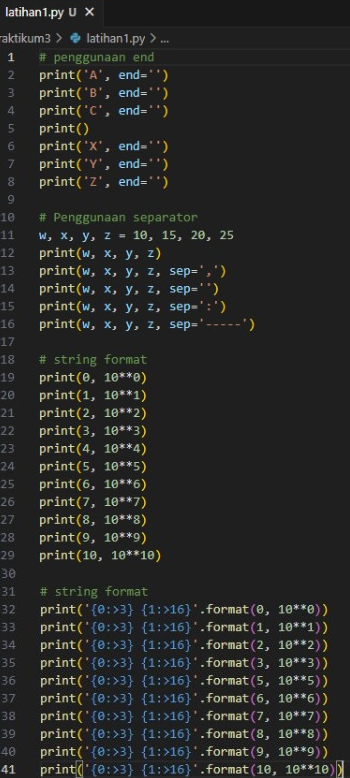 latihan1.py U ×
raktikum3 > latihan1.py > ...
1 # penggunaan end
2 print('A', end='')
3 print('B', end='')
4 print('C', end='')
5 print()
6 print('X', end='')
7 print('Y', end='')
8 print('Z', end='')
9
10 # Penggunaan separator
11 w, x, y, z = 10, 15, 20, 25
12 print(w, x, y, z)
13 print(w, x, y, z, sep=',')
14 print(w, x, y, z, sep='')
15 print(w, x, y, z, sep=':')
16 print(w, x, y, z, sep='-----')
17
18 # string format
19 print(0, 10**0)
20 print(1, 10**1)
21 print(2, 10**2)
22 print(3, 10**3)
23 print(4, 10**4)
24 print(5, 10**5)
25 print(6, 10**6)
26 print(7, 10**7)
27 print(8, 10**8)
28 print(9, 10**9)
29 print(10, 10**10)
30
31 # string format
32 print('{0:>3} {1:>16}'.format(0, 10**0))
33 print('{0:>3} {1:>16}'.format(1, 10**1))
34 print('{0:>3} {1:>16}'.format(2, 10**2))
35 print('{0:>3} {1:>16}'.format(3, 10**3))
36 print('{0:>3} {1:>16}'.format(5, 10**5))
37 print('{0:>3} {1:>16}'.format(6, 10**6))
38 print('{0:>3} {1:>16}'.format(7, 10**7))
39 print('{0:>3} {1:>16}'.format(8, 10**8))
40 print('{0:>3} {1:>16}'.format(9, 10**9))
41 print('{0:>3} {1:>16}'.format(10, 10**10))